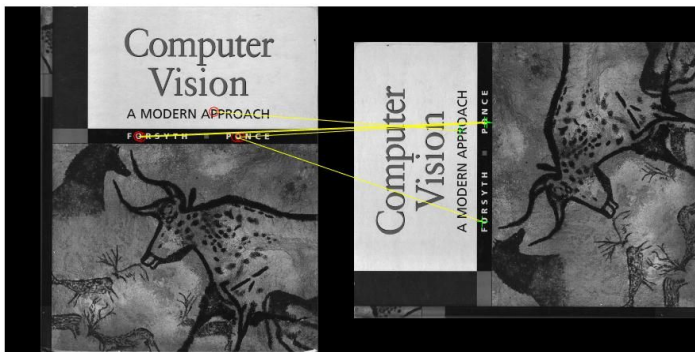 Computer
Vision
A MODERN APPROACH
FORSYTH PONCE
Computer
Vision
A MODERN APPROACH
FORSYTH PONCE